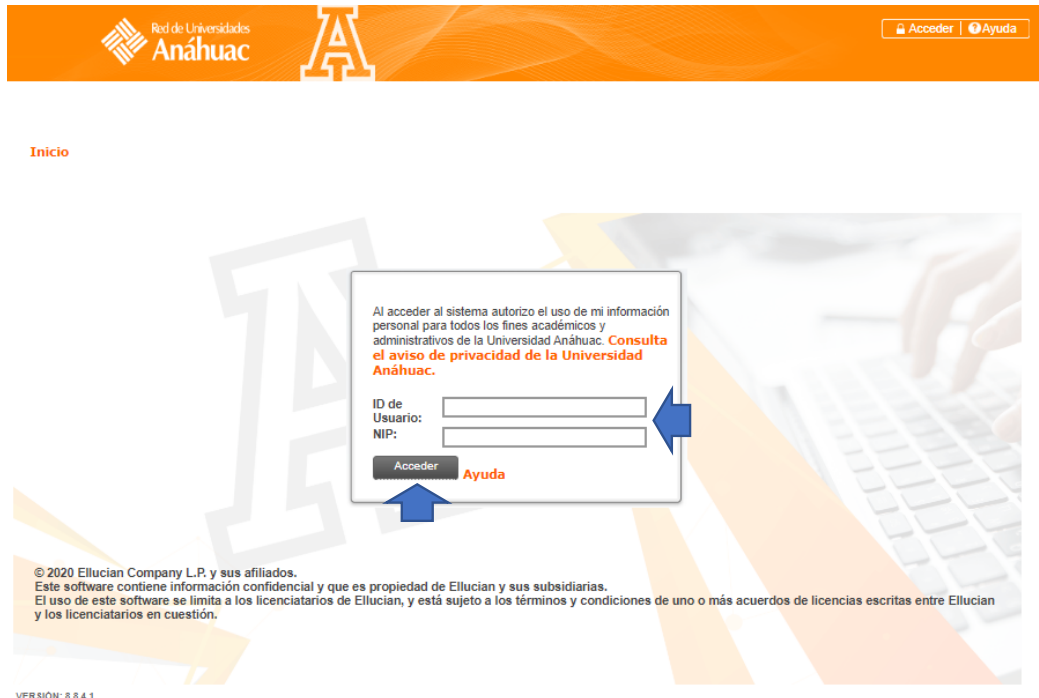 Red de Universidades
Anáhuac
A
Acceder | Ayuda
Inicio
Al acceder al sistema autorizo el uso de mi información
personal para todos los fines académicos y
administrativos de la Universidad Anáhuac. Consulta
el aviso de privacidad de la Universidad
Anáhuac.
ID de
Usuario:
NIP:
Acceder
Ayuda
© 2020 Ellucian Company L.P. y sus afiliados.
Este software contiene información confidencial y que es propiedad de Ellucian y sus subsidiarias.
El uso de este software se limita a los licenciatarios de Ellucian, y está sujeto a los términos y condiciones de uno o más acuerdos de licencias escritas entre Ellucian
y los licenciatarios en cuestión.
VERSIÓN: 8.8.4.1